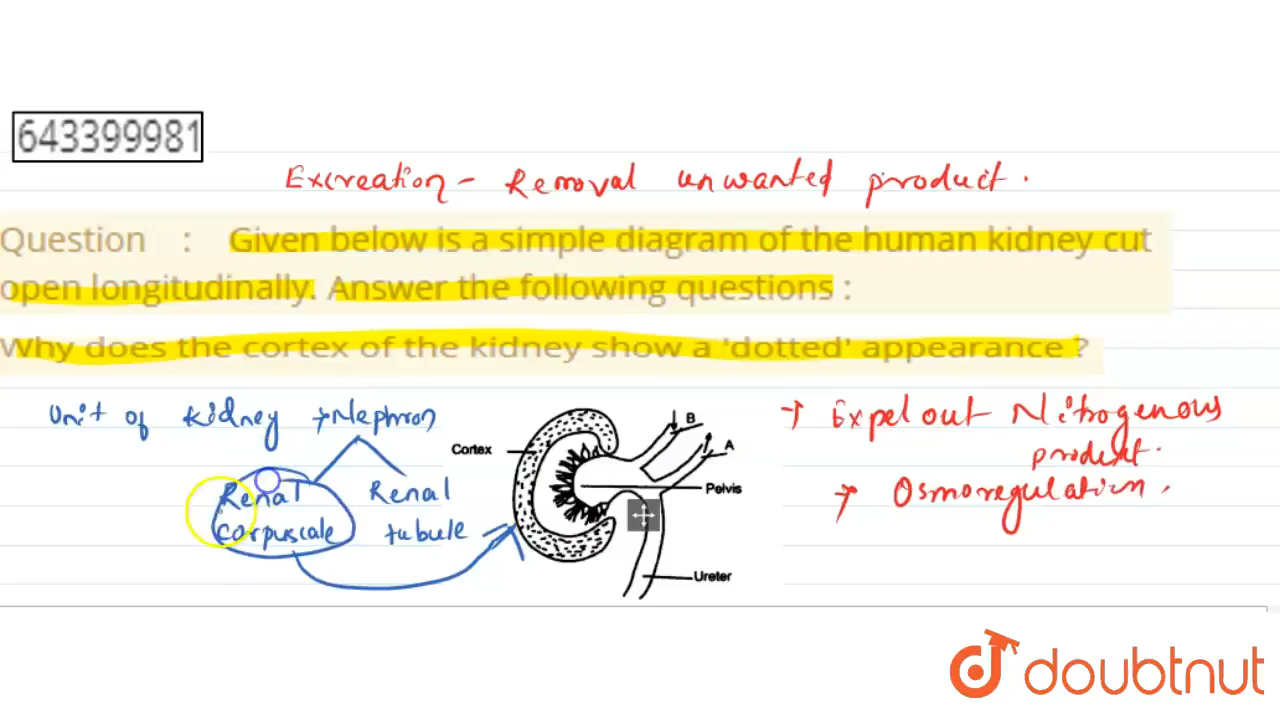 643399981
Excreation - Removal unwanted product.
Question : Given below is a simple diagram of the human kidney cut
open longitudinally. Answer the following questions :
Why does the cortex of the kidney show a 'dotted' appearance ?
Unit of kidney → Nephron
Renal
corpuscale
Renal
tubule
Cortex
B
A
Pelvis
Ureter
→ Expel out Nitrogenous
product.
→ Osmoregulation.
doubtnut